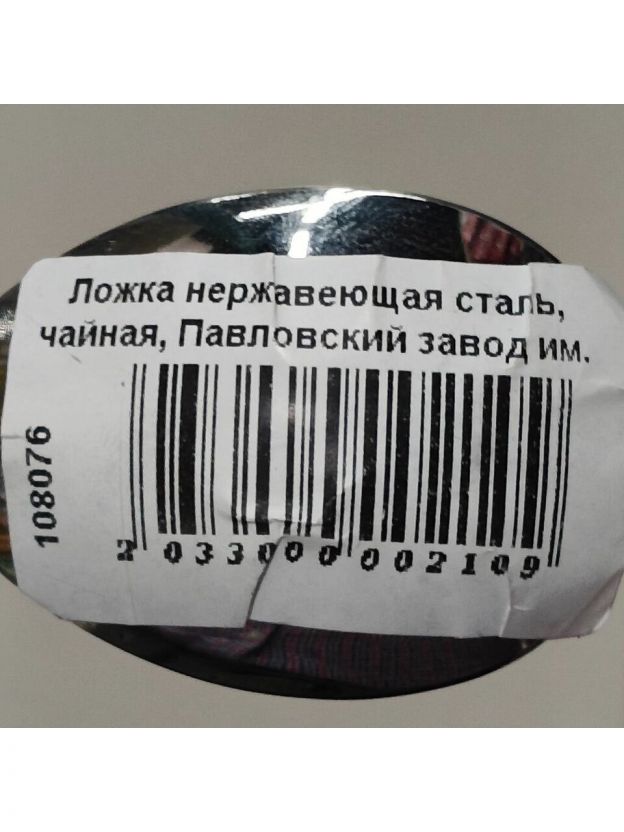 Ложка нержавеющая сталь,
чайная, Павловский завод им.
108076
2 033000 002109